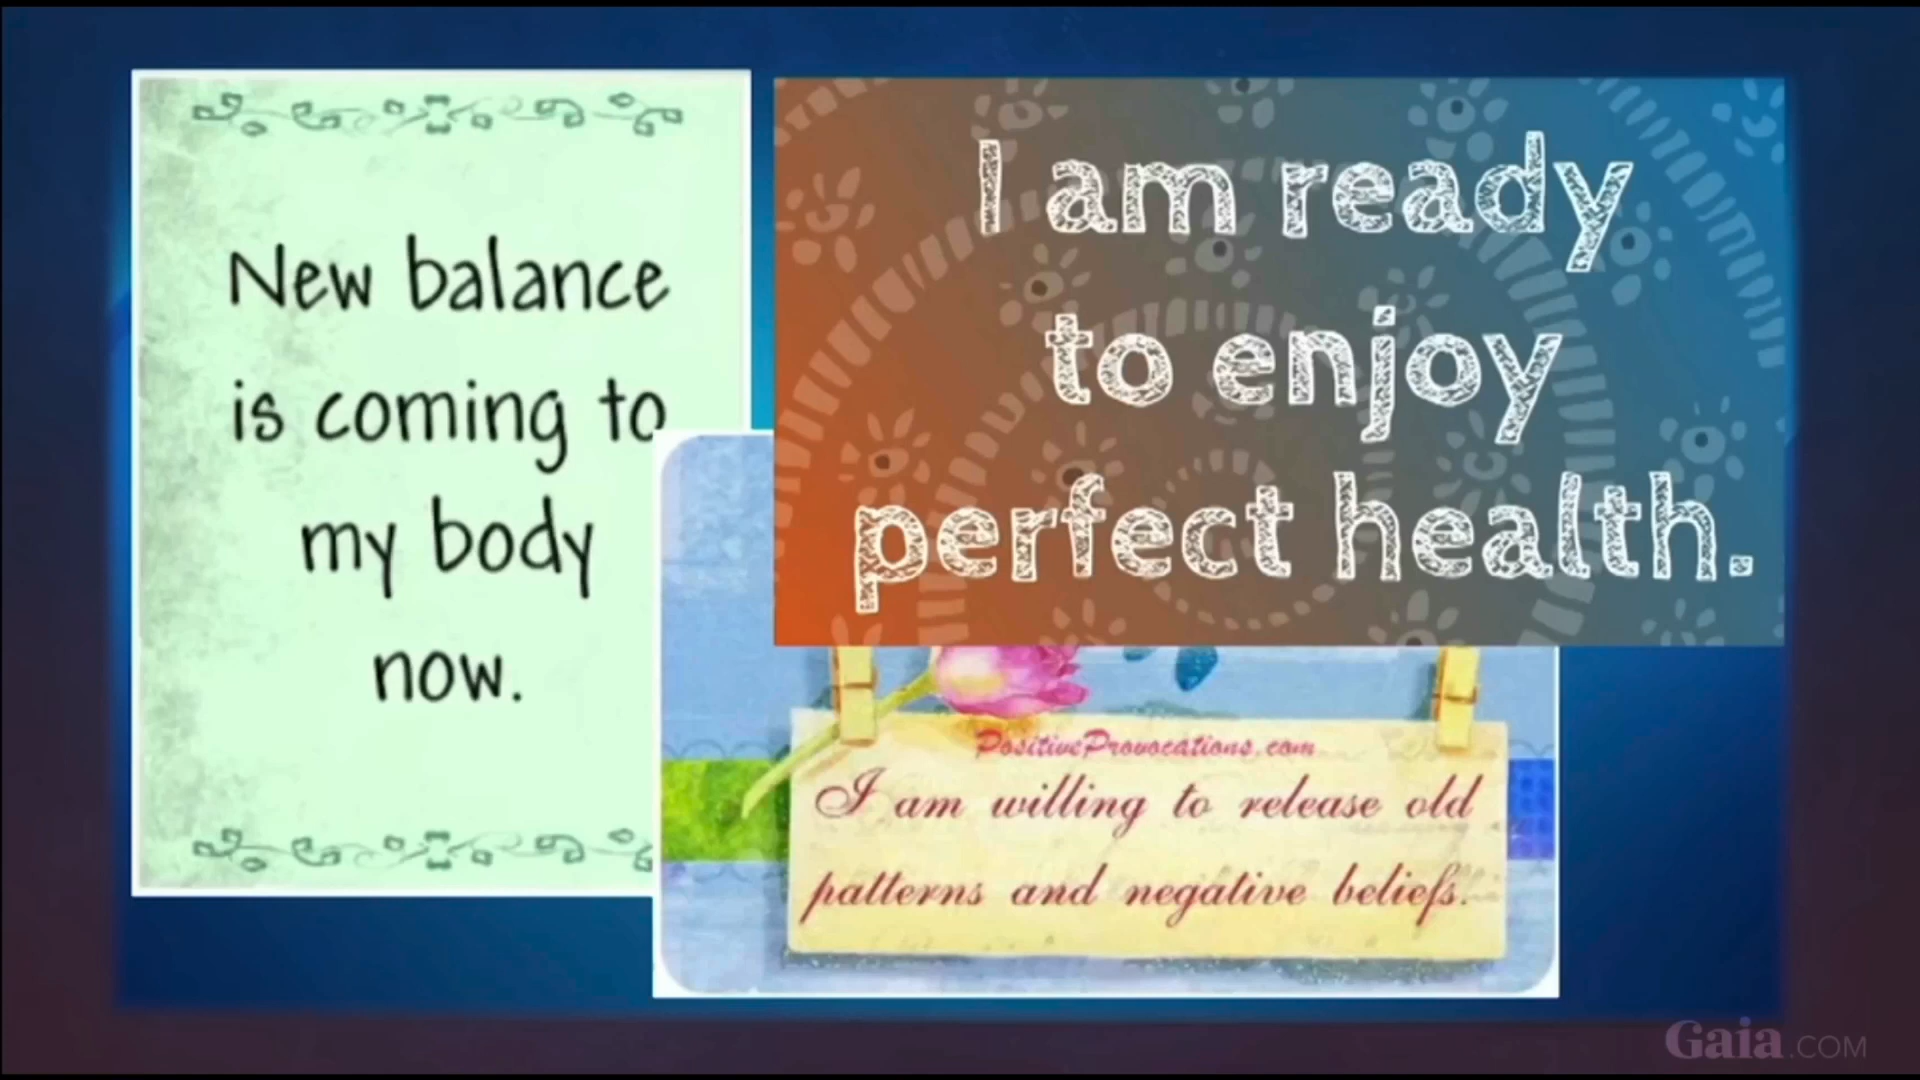 New balance
is coming to
my body
now.
I am ready
to enjoy
perfect health.
PositiveProvocations.com
I am willing to release old
patterns and negative beliefs.
Gaia.COM